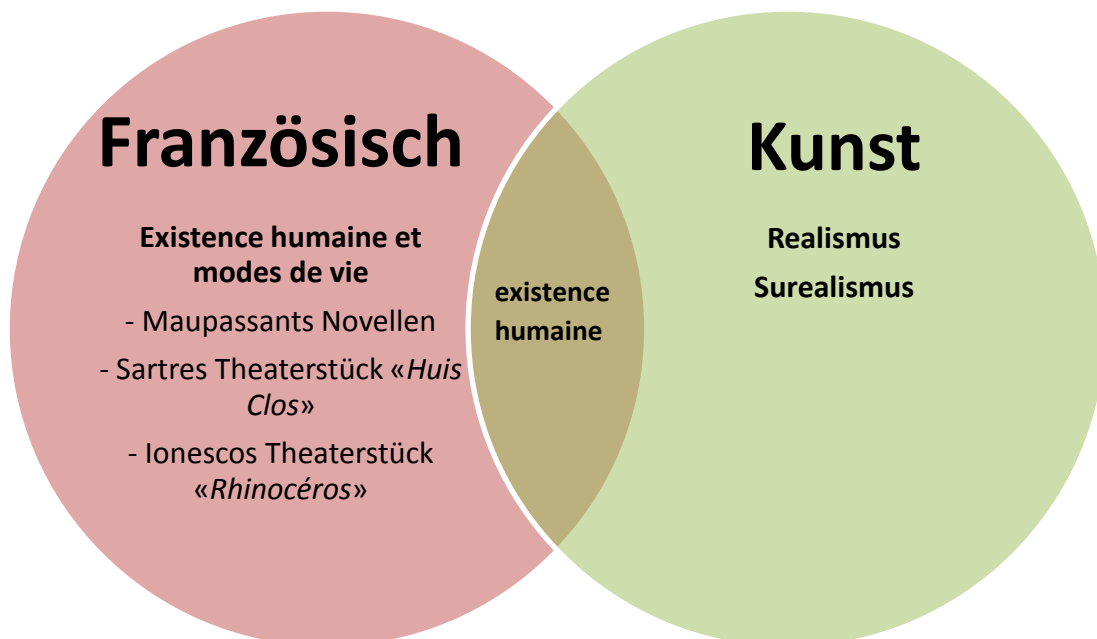 Französisch
Existence humaine et
modes de vie
- Maupassants Novellen
- Sartres Theaterstück «Huis
Clos»
- Ionescos Theaterstück
«Rhinocéros»
existence
humaine
Kunst
Realismus
Surealismus